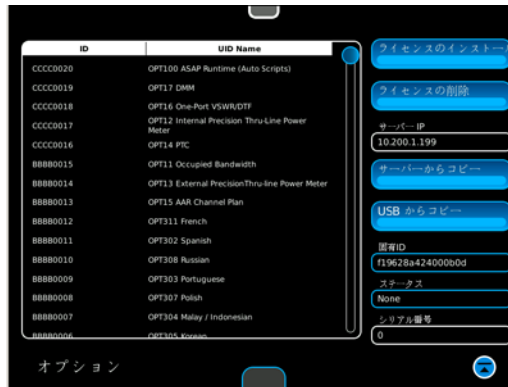 ID UID Name
CCCC0020 OPT100 ASAP Runtime (Auto Scripts)
CCCC0019 OPT17 DMM
CCCC0018 OPT16 One-Port VSWR/DTF
CCCC0017 OPT12 Internal Precision Thru-Line Power
Meter
CCCC0016 OPT14 PTC
BBBB0015 OPT11 Occupied Bandwidth
BBBB0014 OPT13 External PrecisionThru-line Power Meter
BBBB0013 OPT15 AAR Channel Plan
BBBB0012 OPT311 French
BBBB0011 OPT302 Spanish
BBBB0010 OPT308 Russian
BBBB0009 OPT303 Portuguese
BBBB0008 OPT307 Polish
BBBB0007 OPT304 Malay / Indonesian
BBBB0006 OPT305 Korean
ライセンスのインストール
ライセンスの削除
サーバー IP
10.200.1.199
サーバーからコピー
USB からコピー
固有ID
f19628a424000b0d
ステータス
None
シリアル番号
0
オプション